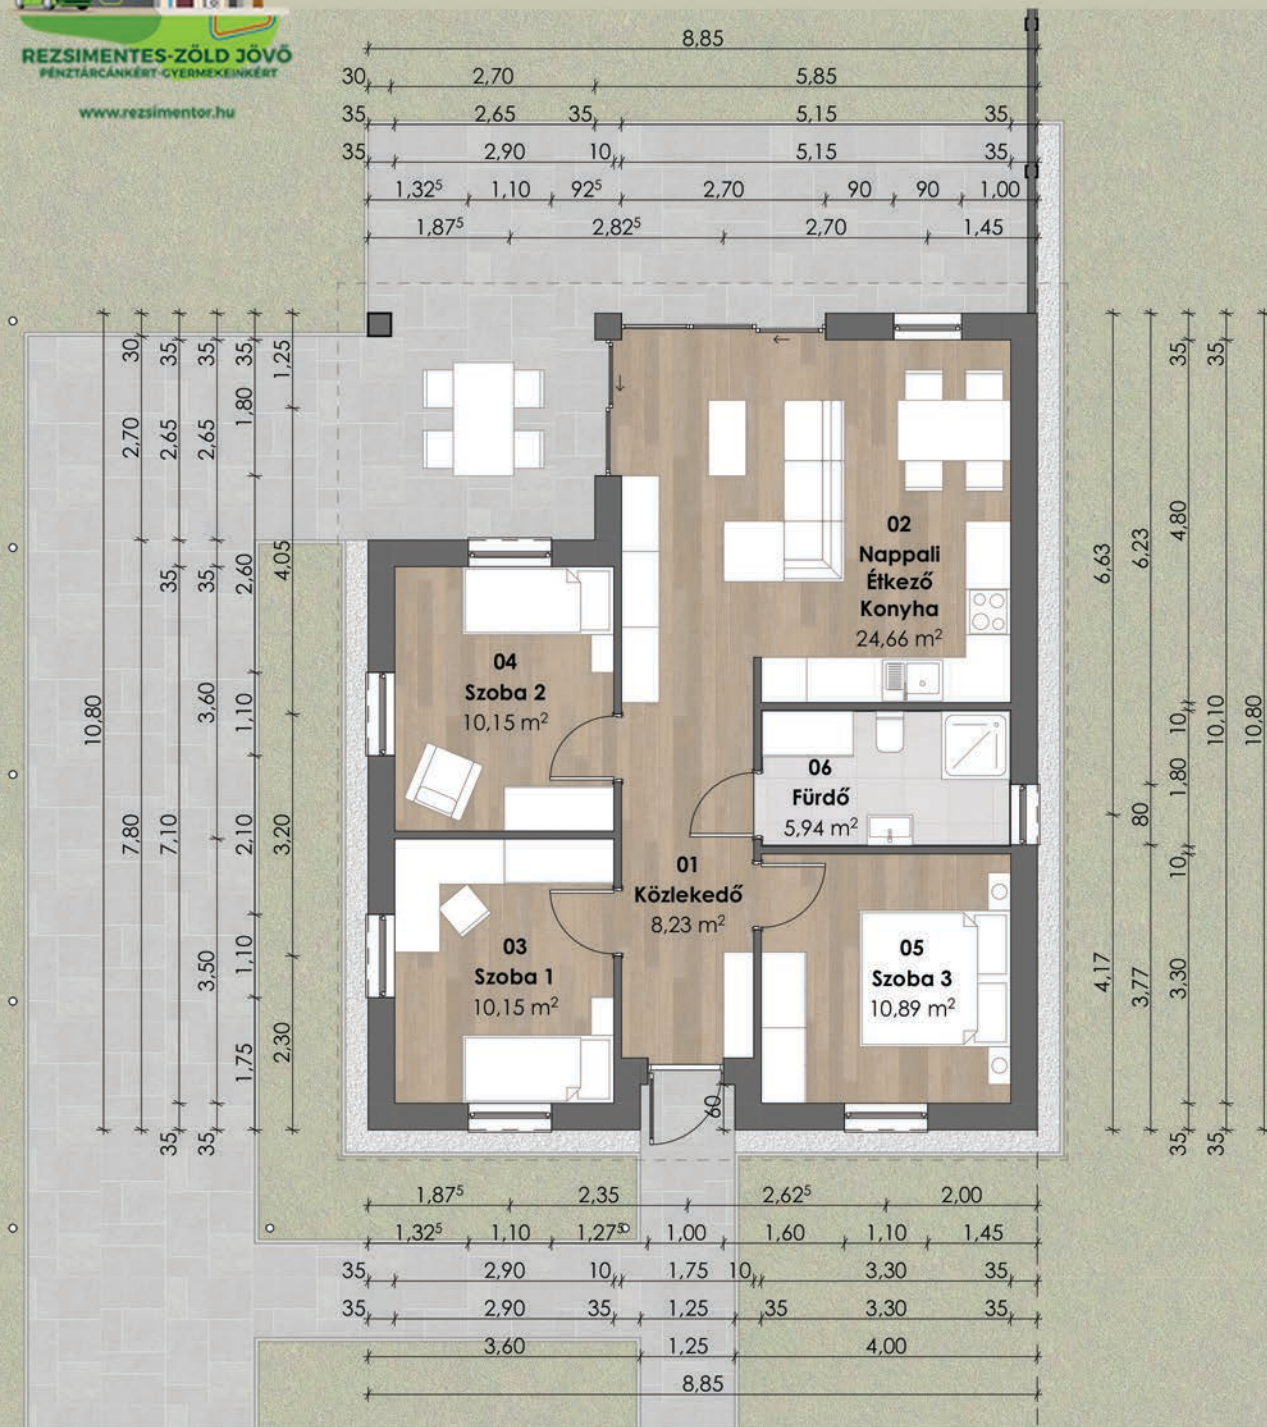 REZSIMENTES-ZÖLD JÖVŐ
PÉNZTÁRCÁNKÉRT-GYERMEKEINKÉRT
www.rezsimentor.hu
8,85
30 2,70 5,85
35 2,65 35 5,15 35
35 2,90 10 5,15 35
1,32⁵ 1,10 92⁵ 2,70 90 90 1,00
1,87⁵ 2,82⁵ 2,70 1,45
10,80
30 2,70 7,80
35 2,65 35 7,10 35
35 2,65 35 3,60 3,50 35
35 1,80 2,60 1,10 2,10 1,10 1,75
1,25 4,05 3,20 2,30
02
Nappali
Étkező
Konyha
24,66 m²
04
Szoba 2
10,15 m²
06
Fürdő
5,94 m²
01
Közlekedő
8,23 m²
03
Szoba 1
10,15 m²
05
Szoba 3
10,89 m²
60
6,63 4,17
6,23 80 3,77
35 4,80 10 1,80 10 3,30 35
35 10,10 35
10,80
1,87⁵ 2,35 2,62⁵ 2,00
1,32⁵ 1,10 1,27⁵ 1,00 1,60 1,10 1,45
35 2,90 10 1,75 10 3,30 35
35 2,90 35 1,25 35 3,30 35
3,60 1,25 4,00
8,85